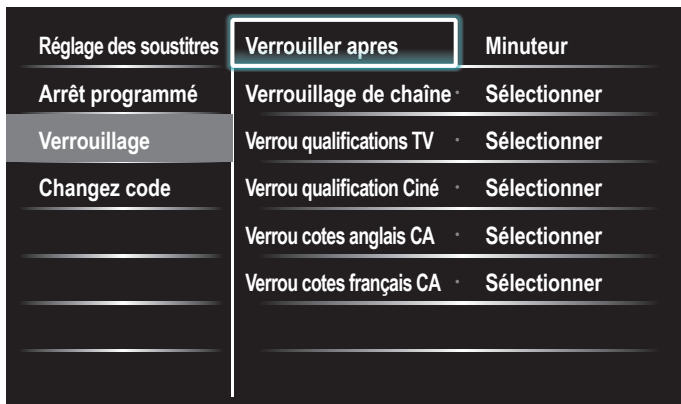 Réglage des soustitres Verrouiller apres Minuteur
Arrêt programmé Verrouillage de chaîne · Sélectionner
Verrouillage Verrou qualifications TV · Sélectionner
Changez code Verrou qualification Ciné · Sélectionner
Verrou cotes anglais CA · Sélectionner
Verrou cotes français CA · Sélectionner